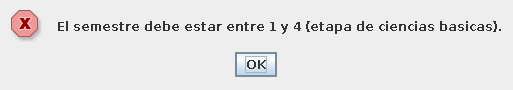 El semestre debe estar entre 1 y 4 (etapa de ciencias basicas).
OK